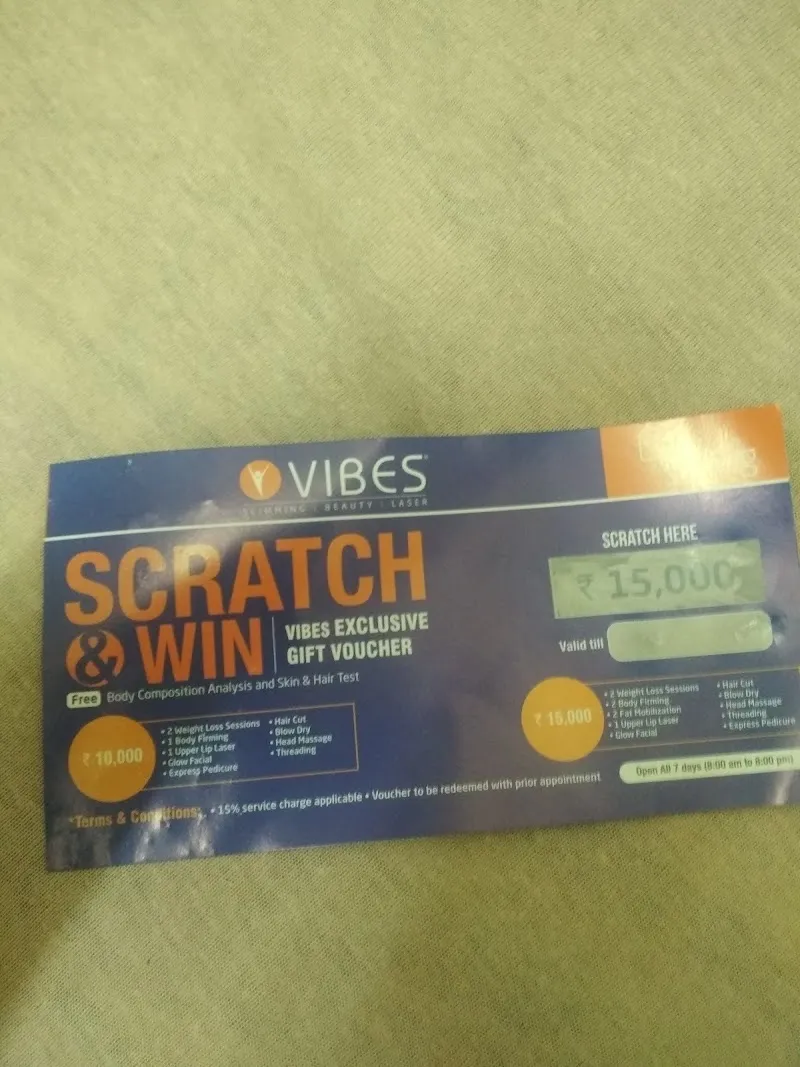 VIBES
SLIMMING | BEAUTY | LASER
SCRATCH
& WIN
VIBES EXCLUSIVE
GIFT VOUCHER
Free Body Composition Analysis and Skin & Hair Test
SCRATCH HERE
₹ 15,000
Valid till
₹ 10,000
• 2 Weight Loss Sessions
• 1 Body Firming
• 1 Upper Lip Laser
• Glow Facial
• Express Pedicure
• Hair Cut
• Blow Dry
• Head Massage
• Threading
₹ 15,000
• 2 Weight Loss Sessions
• 2 Body Firming
• 2 Fat Mobilization
• 1 Upper Lip Laser
• Glow Facial
• Hair Cut
• Blow Dry
• Head Massage
• Threading
• Express Pedicure
Open All 7 days (8:00 am to 8:00 pm)
*Terms & Conditions: • 15% service charge applicable • Voucher to be redeemed with prior appointment